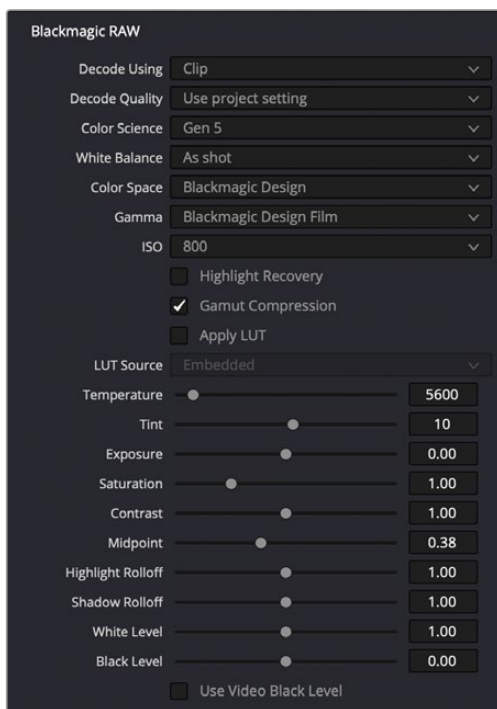 Blackmagic RAW
Decode Using Clip
Decode Quality Use project setting
Color Science Gen 5
White Balance As shot
Color Space Blackmagic Design
Gamma Blackmagic Design Film
ISO 800
Highlight Recovery
Gamut Compression
Apply LUT
LUT Source Embedded
Temperature 5600
Tint 10
Exposure 0.00
Saturation 1.00
Contrast 1.00
Midpoint 0.38
Highlight Rolloff 1.00
Shadow Rolloff 1.00
White Level 1.00
Black Level 0.00
Use Video Black Level